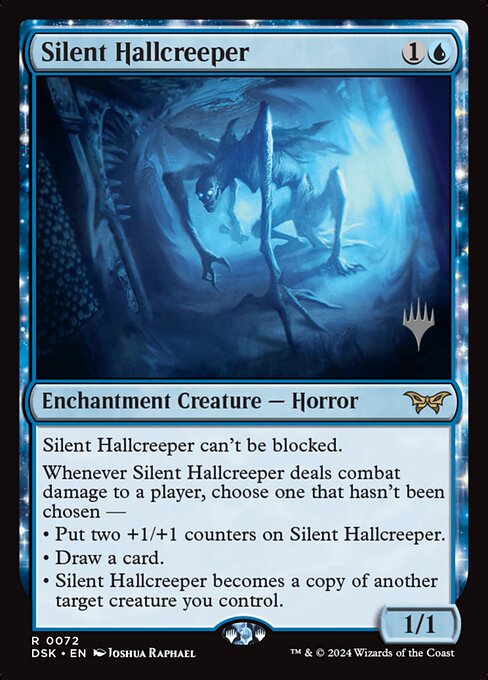 Silent Hallcreeper 1
Enchantment Creature — Horror
Silent Hallcreeper can't be blocked.
Whenever Silent Hallcreeper deals combat
damage to a player, choose one that hasn't been
chosen —
• Put two +1/+1 counters on Silent Hallcreeper.
• Draw a card.
• Silent Hallcreeper becomes a copy of another
target creature you control.
1/1
R 0072
DSK • EN Joshua Raphael
™ & © 2024 Wizards of the Coast